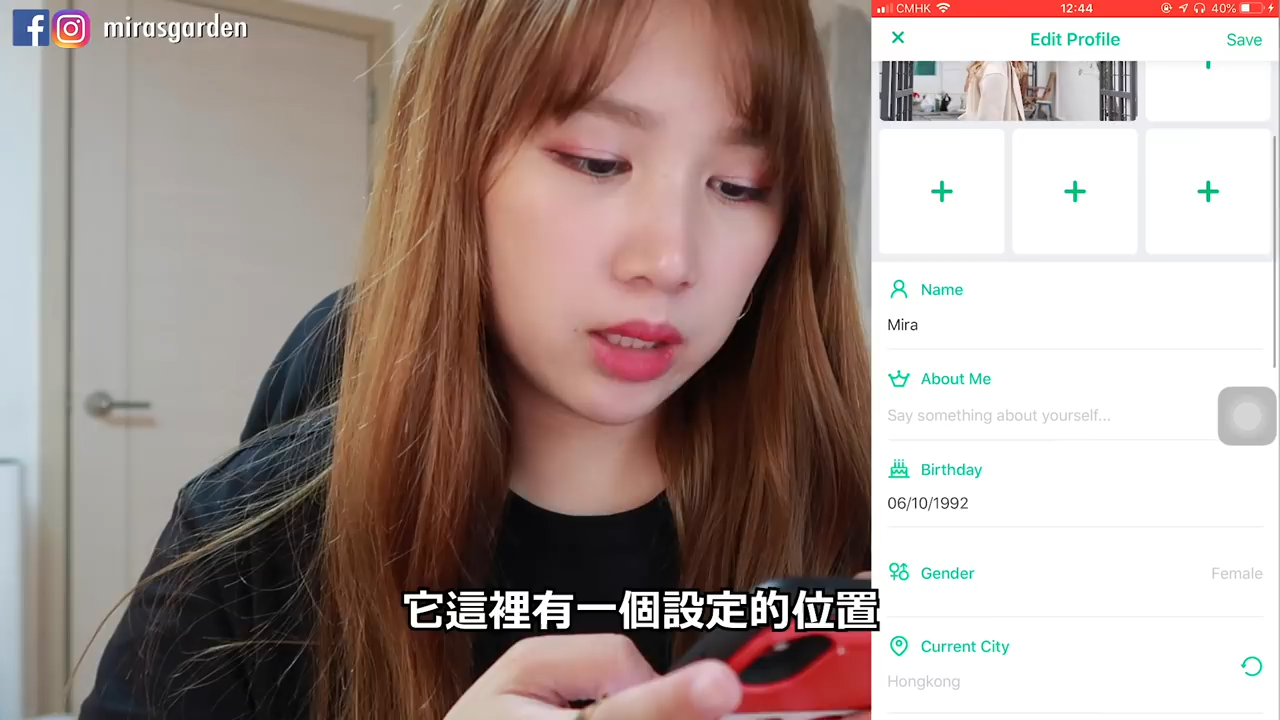 mirasgarden
CMHK 12:44 40%
Edit Profile Save
Name
Mira
About Me
Say something about yourself...
Birthday
06/10/1992
Gender Female
Current City
Hongkong
它這裡有一個設定的位置